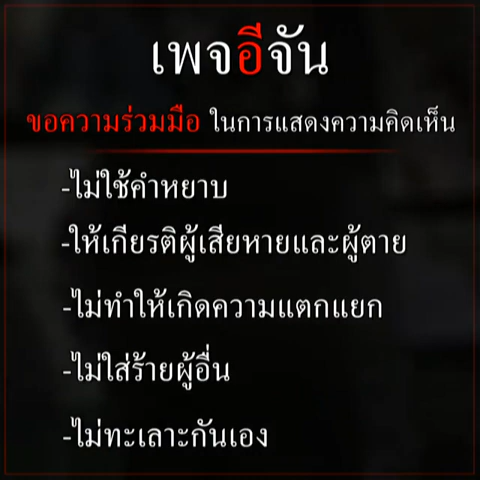 เพจอีจัน
ขอความร่วมมือ ในการแสดงความคิดเห็น
-ไม่ใช้คำหยาบ
-ให้เกียรติผู้เสียหายและผู้ตาย
-ไม่ทำให้เกิดความแตกแยก
-ไม่ใส่ร้ายผู้อื่น
-ไม่ทะเลาะกันเอง